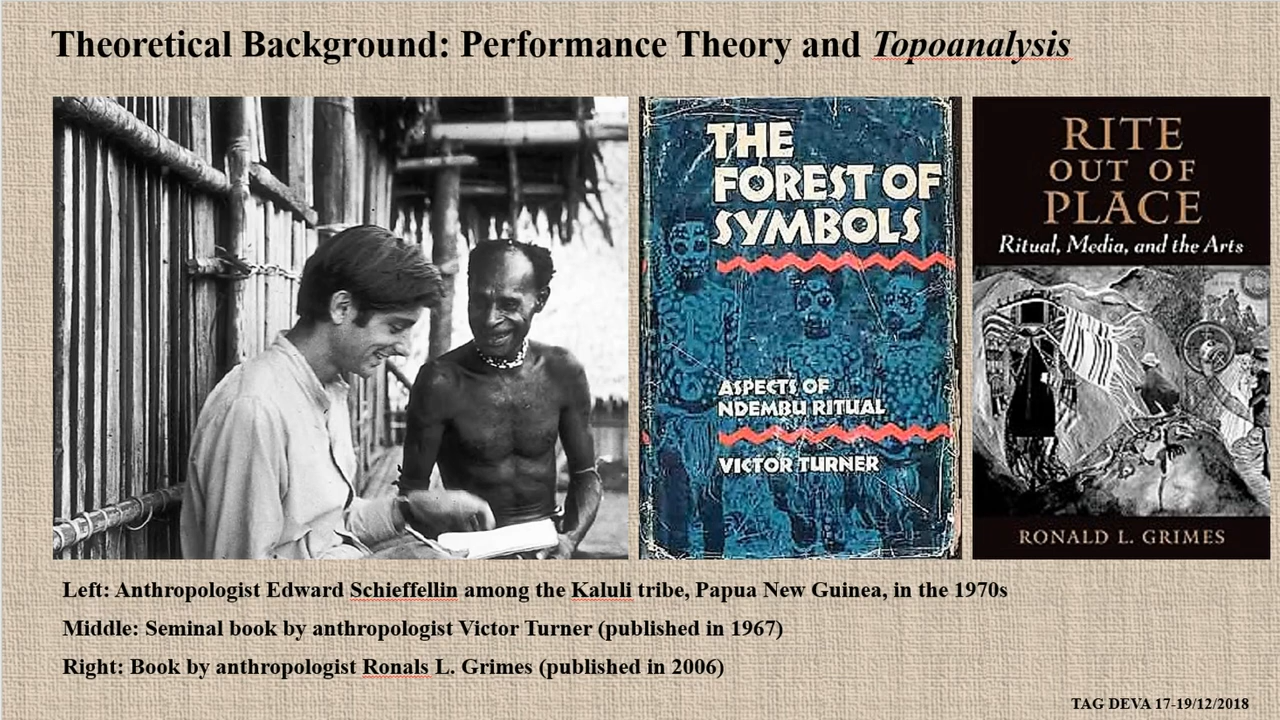 Theoretical Background: Performance Theory and Topoanalysis
THE
FOREST OF
SYMBOLS
ASPECTS OF
NDEMBU RITUAL
VICTOR TURNER
RITE
OUT OF
PLACE
Ritual, Media, and the Arts
RONALD L. GRIMES
Left: Anthropologist Edward Schieffellin among the Kaluli tribe, Papua New Guinea, in the 1970s
Middle: Seminal book by anthropologist Victor Turner (published in 1967)
Right: Book by anthropologist Ronals L. Grimes (published in 2006)
TAG DEVA 17-19/12/2018